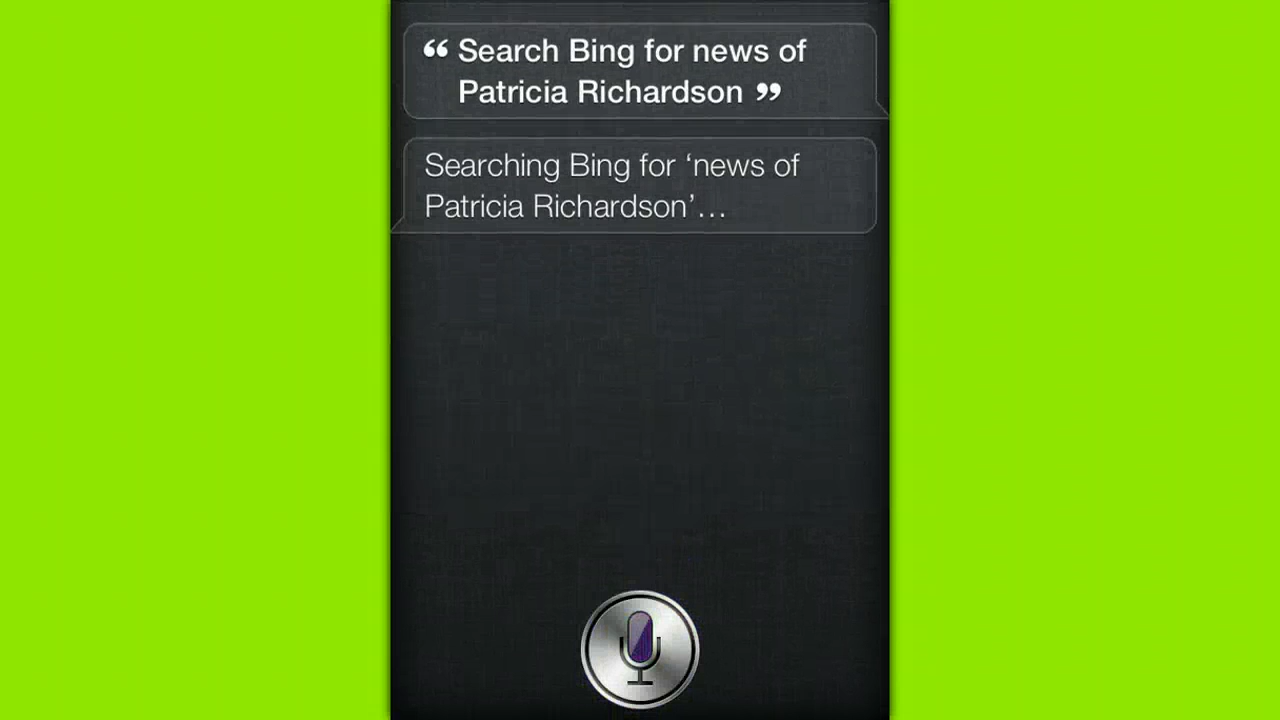 “ Search Bing for news of
Patricia Richardson ”
Searching Bing for ‘news of
Patricia Richardson’…